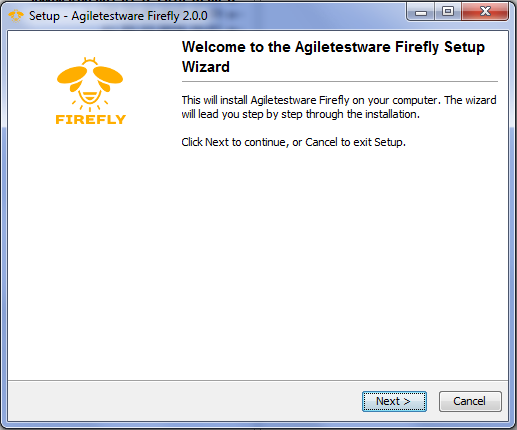 Setup - Agiletestware Firefly 2.0.0
Welcome to the Agiletestware Firefly Setup
Wizard
FIREFLY
This will install Agiletestware Firefly on your computer. The wizard
will lead you step by step through the installation.
Click Next to continue, or Cancel to exit Setup.
Next >
Cancel